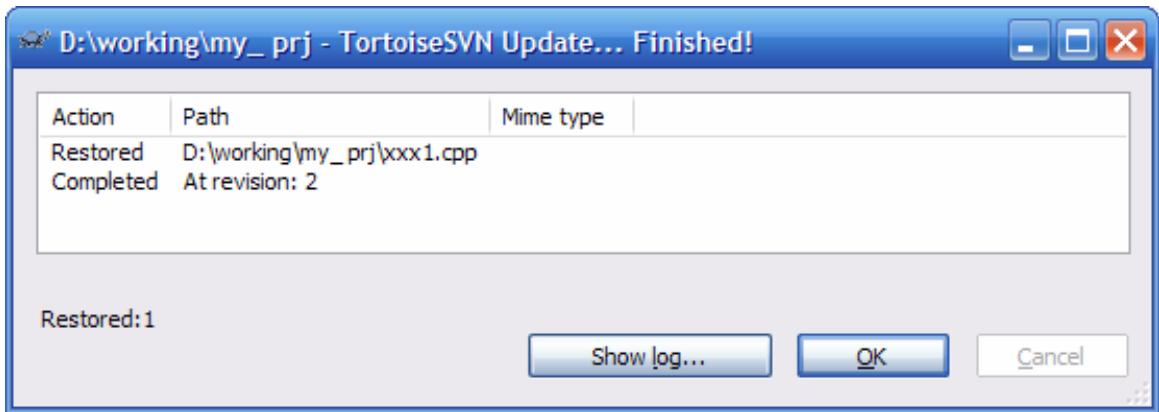 D:\working\my_ prj - TortoiseSVN Update... Finished!
Action Path Mime type
Restored D:\working\my_ prj\xxx1.cpp
Completed At revision: 2
Restored:1
Show log... OK Cancel